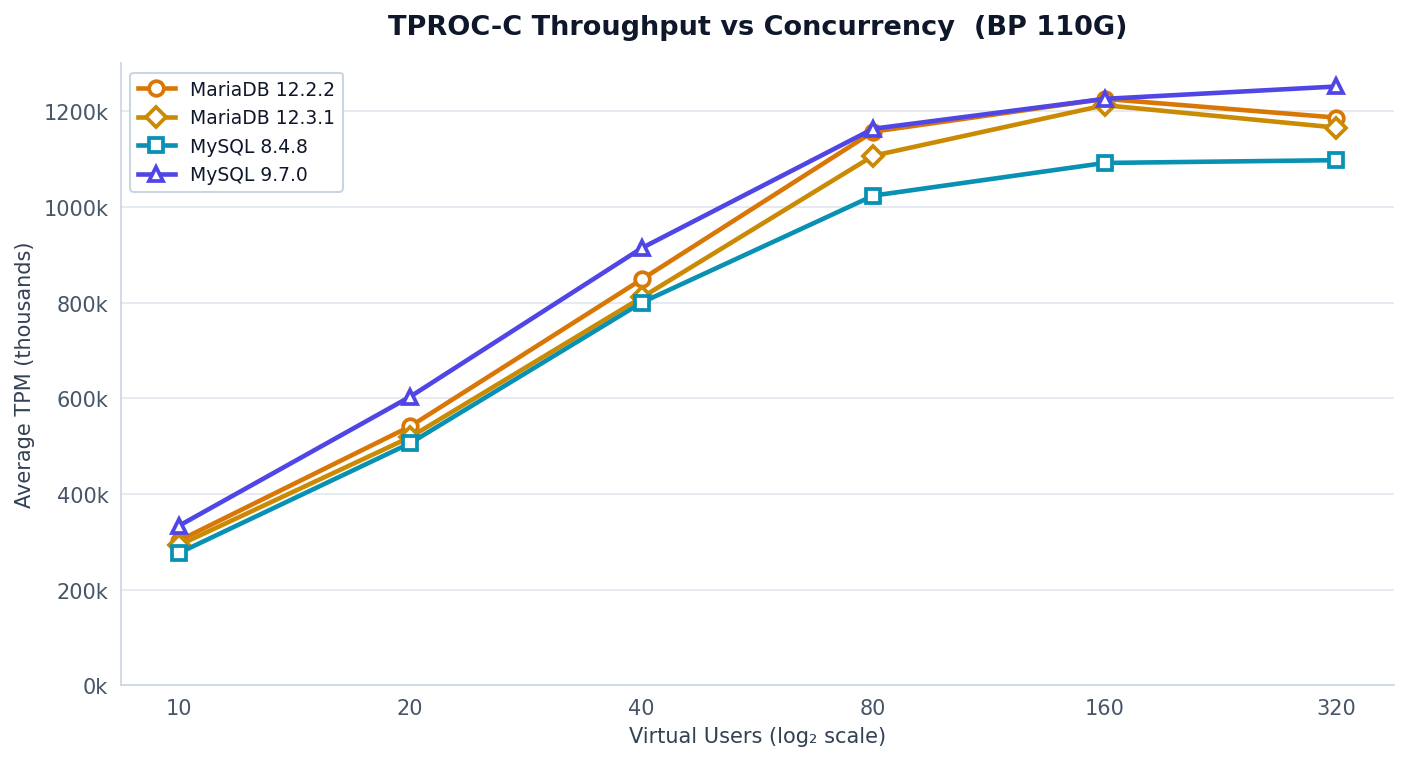 TPROC-C Throughput vs Concurrency (BP 110G)
MariaDB 12.2.2
MariaDB 12.3.1
MySQL 8.4.8
MySQL 9.7.0
Average TPM (thousands)
1200k
1000k
800k
600k
400k
200k
0k
10 20 40 80 160 320
Virtual Users (log₂ scale)